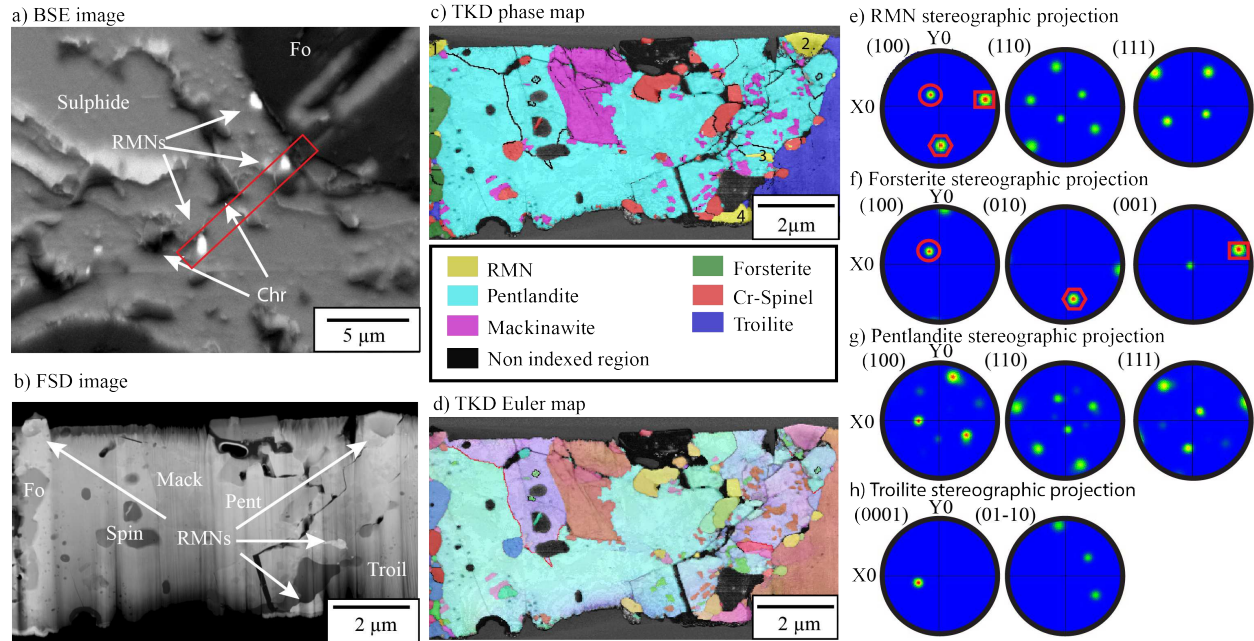 a) BSE image
Fo
Sulphide
RMNs
Chr
5 μm
b) FSD image
Fo
Mack
Pent
Spin
RMNs
Troil
2 μm
c) TKD phase map
1
2
3
4
2μm
RMN
Pentlandite
Mackinawite
Non indexed region
Forsterite
Cr-Spinel
Troilite
d) TKD Euler map
2 μm
e) RMN stereographic projection
(100) Y0 (110) (111)
X0
f) Forsterite stereographic projection
(100) Y0 (010) (001)
X0
g) Pentlandite stereographic projection
(100) Y0 (110) (111)
X0
h) Troilite stereographic projection
(0001) Y0 (01-10)
X0